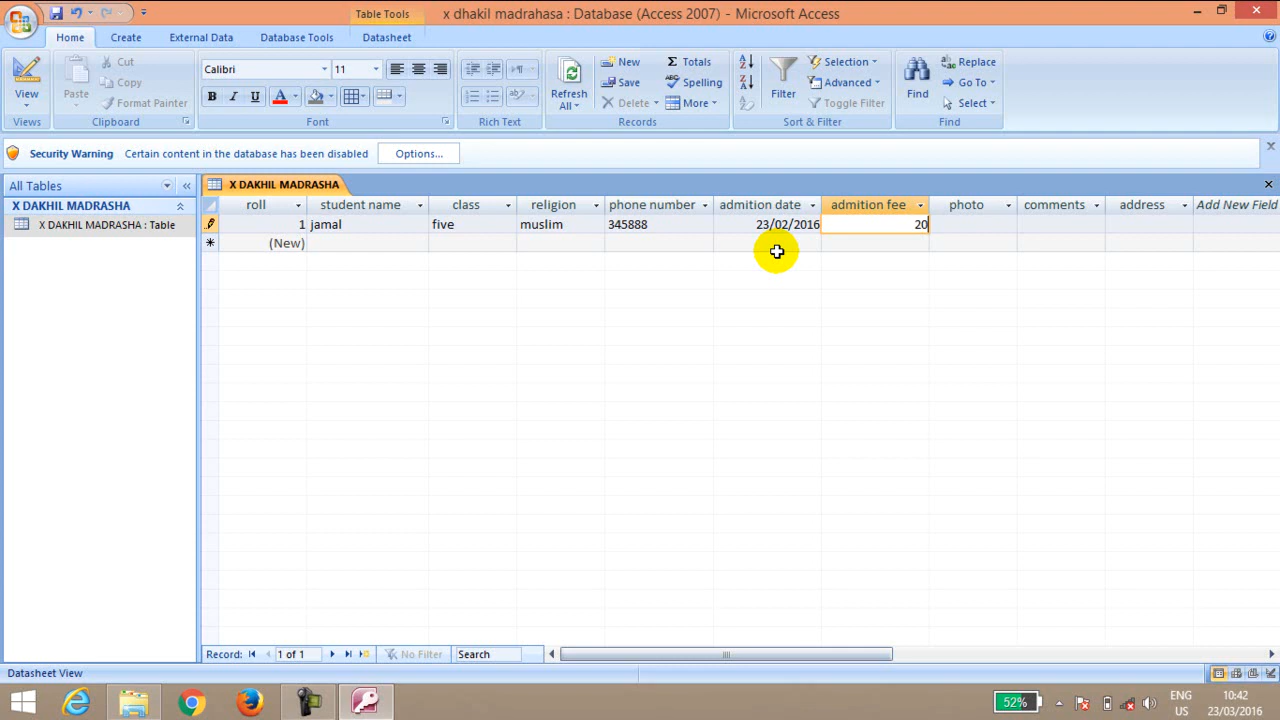 Table Tools
x dhakil madrahasa : Database (Access 2007) - Microsoft Access
Home Create External Data Database Tools Datasheet
View
Views
Paste
Cut
Copy
Format Painter
Clipboard
Calibri 11
B I U A
Font
Rich Text
Refresh All
New
Save
Delete
Totals
Spelling
More
Records
Filter
Selection
Advanced
Toggle Filter
Sort & Filter
Find
Replace
Go To
Select
Find
Security Warning Certain content in the database has been disabled Options...
All Tables
X DAKHIL MADRASHA
X DAKHIL MADRASHA : Table
X DAKHIL MADRASHA
roll student name class religion phone number admition date admition fee photo comments address Add New Field
1 jamal five muslim 345888 23/02/2016 20
(New)
Record: 1 of 1 No Filter Search
Datasheet View
52% ENG US 10:42 23/03/2016